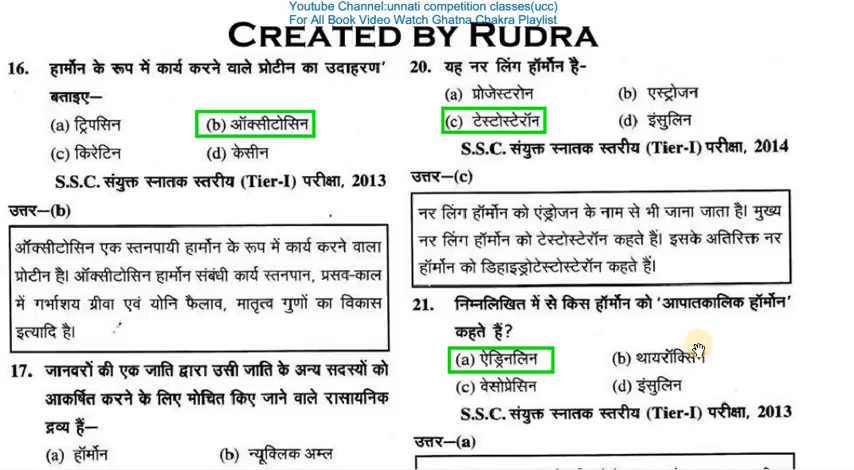 Youtube Channel:unnati competition classes(ucc)
For All Book Video Watch Ghatna Chakra Playlist
CREATED BY RUDRA
16. हार्मोन के रूप में कार्य करने वाले प्रोटीन का उदाहरण'
बताइए—
(a) ट्रिपसिन (b) ऑक्सीटोसिन
(c) किरेटिन (d) केसीन
S.S.C. संयुक्त स्नातक स्तरीय (Tier-I) परीक्षा, 2013
उत्तर—(b)
ऑक्सीटोसिन एक स्तनपायी हार्मोन के रूप में कार्य करने वाला
प्रोटीन है। ऑक्सीटोसिन हार्मोन संबंधी कार्य स्तनपान, प्रसव-काल
में गर्भाशय ग्रीवा एवं योनि फैलाव, मातृत्व गुणों का विकास
इत्यादि है।
17. जानवरों की एक जाति द्वारा उसी जाति के अन्य सदस्यों को
आकर्षित करने के लिए मोचित किए जाने वाले रासायनिक
द्रव्य हैं—
(a) हॉर्मोन (b) न्यूक्लिक अम्ल
20. यह नर लिंग हॉर्मोन है-
(a) प्रोजेस्टरोन (b) एस्ट्रोजन
(c) टेस्टोस्टेरॉन (d) इंसुलिन
S.S.C. संयुक्त स्नातक स्तरीय (Tier-I) परीक्षा, 2014
उत्तर—(c)
नर लिंग हॉर्मोन को एंड्रोजन के नाम से भी जाना जाता है। मुख्य
नर लिंग हॉर्मोन को टेस्टोस्टेरॉन कहते हैं। इसके अतिरिक्त नर
हॉर्मोन को डिहाइड्रोटेस्टोस्टेरॉन कहते हैं।
21. निम्नलिखित में से किस हॉर्मोन को 'आपातकालिक हॉर्मोन'
कहते हैं?
(a) ऐड्रिनलिन (b) थायरॉक्सिन
(c) वेसोप्रेसिन (d) इंसुलिन
S.S.C. संयुक्त स्नातक स्तरीय (Tier-I) परीक्षा, 2013
उत्तर—(a)